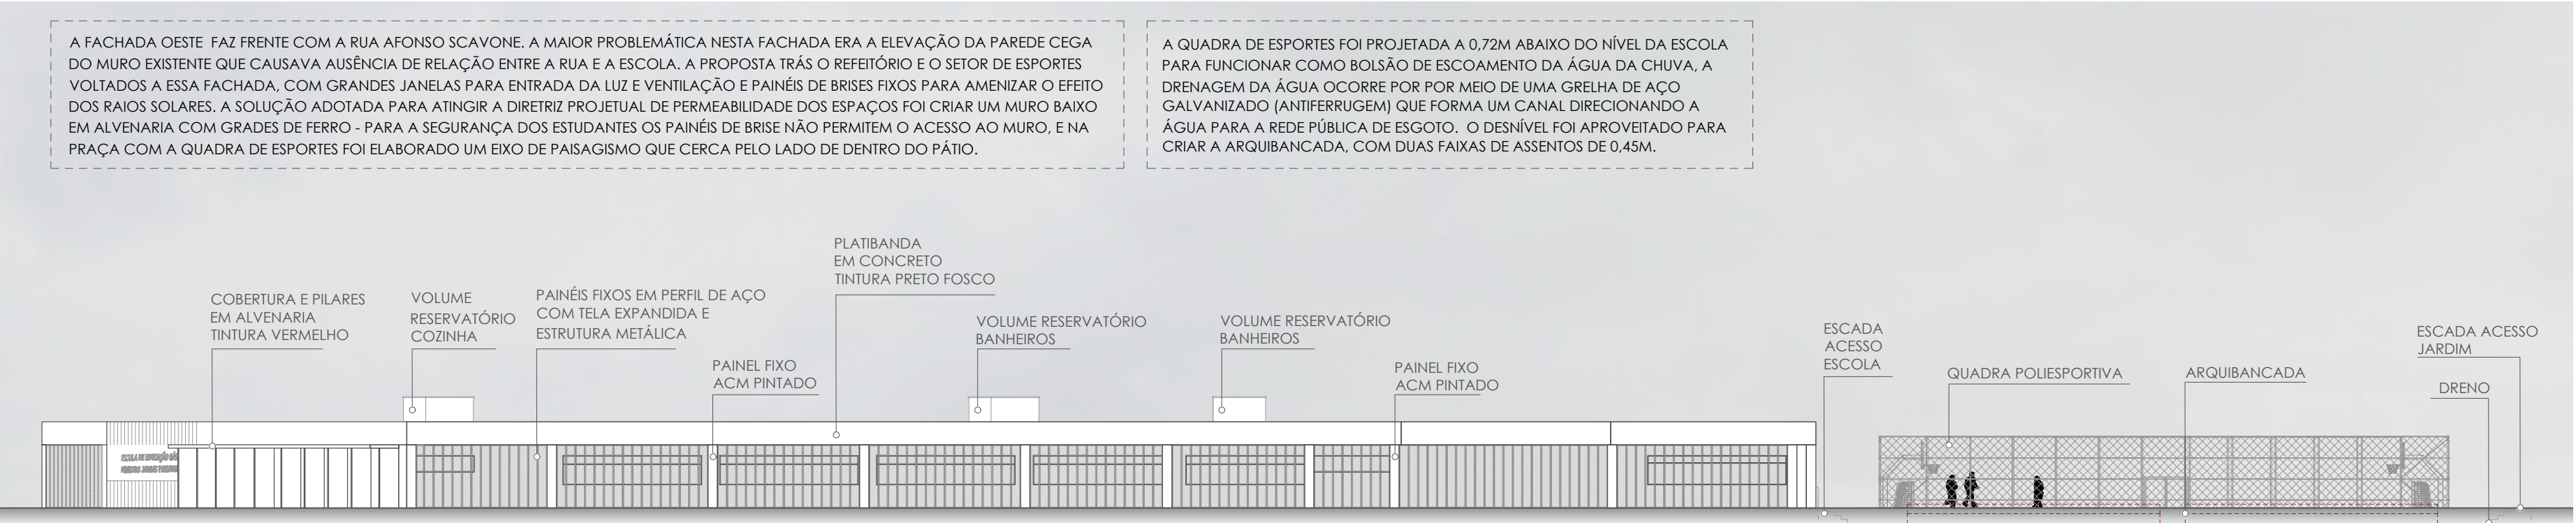 A FACHADA OESTE FAZ FRENTE COM A RUA AFONSO SCAVONE. A MAIOR PROBLEMÁTICA NESTA FACHADA ERA A ELEVAÇÃO DA PAREDE CEGA
DO MURO EXISTENTE QUE CAUSAVA AUSÊNCIA DE RELAÇÃO ENTRE A RUA E A ESCOLA. A PROPOSTA TRÁS O REFEITÓRIO E O SETOR DE ESPORTES
VOLTADOS A ESSA FACHADA, COM GRANDES JANELAS PARA ENTRADA DA LUZ E VENTILAÇÃO E PAINÉIS DE BRISES FIXOS PARA AMENIZAR O EFEITO
DOS RAIOS SOLARES. A SOLUÇÃO ADOTADA PARA ATINGIR A DIRETRIZ PROJETUAL DE PERMEABILIDADE DOS ESPAÇOS FOI CRIAR UM MURO BAIXO
EM ALVENARIA COM GRADES DE FERRO - PARA A SEGURANÇA DOS ESTUDANTES OS PAINÉIS DE BRISE NÃO PERMITEM O ACESSO AO MURO, E NA
PRAÇA COM A QUADRA DE ESPORTES FOI ELABORADO UM EIXO DE PAISAGISMO QUE CERCA PELO LADO DE DENTRO DO PÁTIO.
A QUADRA DE ESPORTES FOI PROJETADA A 0,72M ABAIXO DO NÍVEL DA ESCOLA
PARA FUNCIONAR COMO BOLSÃO DE ESCOAMENTO DA ÁGUA DA CHUVA, A
DRENAGEM DA ÁGUA OCORRE POR POR MEIO DE UMA GRELHA DE AÇO
GALVANIZADO (ANTIFERRUGEM) QUE FORMA UM CANAL DIRECIONANDO A
ÁGUA PARA A REDE PÚBLICA DE ESGOTO. O DESNÍVEL FOI APROVEITADO PARA
CRIAR A ARQUIBANCADA, COM DUAS FAIXAS DE ASSENTOS DE 0,45M.
COBERTURA E PILARES
EM ALVENARIA
TINTURA VERMELHO
VOLUME
RESERVATÓRIO
COZINHA
PAINÉIS FIXOS EM PERFIL DE AÇO
COM TELA EXPANDIDA E
ESTRUTURA METÁLICA
PAINEL FIXO
ACM PINTADO
PLATIBANDA
EM CONCRETO
TINTURA PRETO FOSCO
VOLUME RESERVATÓRIO
BANHEIROS
VOLUME RESERVATÓRIO
BANHEIROS
PAINEL FIXO
ACM PINTADO
ESCADA
ACESSO
ESCOLA
QUADRA POLIESPORTIVA
ARQUIBANCADA
ESCADA ACESSO
JARDIM
DRENO
ESCOLA DE EDUCAÇÃO